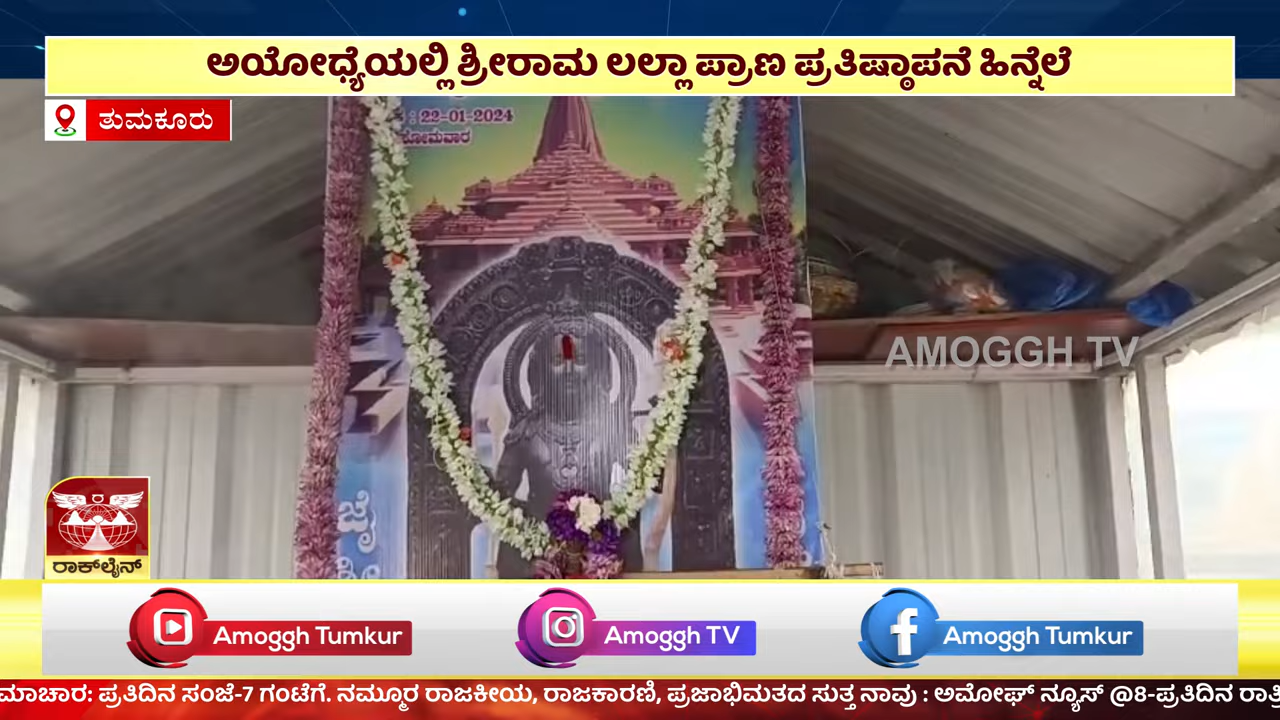 ಅಯೋಧ್ಯೆಯಲ್ಲಿ ಶ್ರೀರಾಮ ಲಲ್ಲಾ ಪ್ರಾಣ ಪ್ರತಿಷ್ಠಾಪನೆ ಹಿನ್ನೆಲೆ
ತುಮಕೂರು
: 22-01-2024
ಸೋಮವಾರ
AMOGGH TV
ಜೈ
ರಾಕ್‌ಲೈನ್
Amoggh Tumkur
Amoggh TV
Amoggh Tumkur
ಮಾಚಾರ: ಪ್ರತಿದಿನ ಸಂಜೆ-7 ಗಂಟೆಗೆ. ನಮ್ಮೂರ ರಾಜಕೀಯ, ರಾಜಕಾರಣಿ, ಪ್ರಜಾಭಿಮತದ ಸುತ್ತ ನಾವು : ಅಮೋಘ್ ನ್ಯೂಸ್ @8-ಪ್ರತಿದಿನ ರಾತ್ರಿ